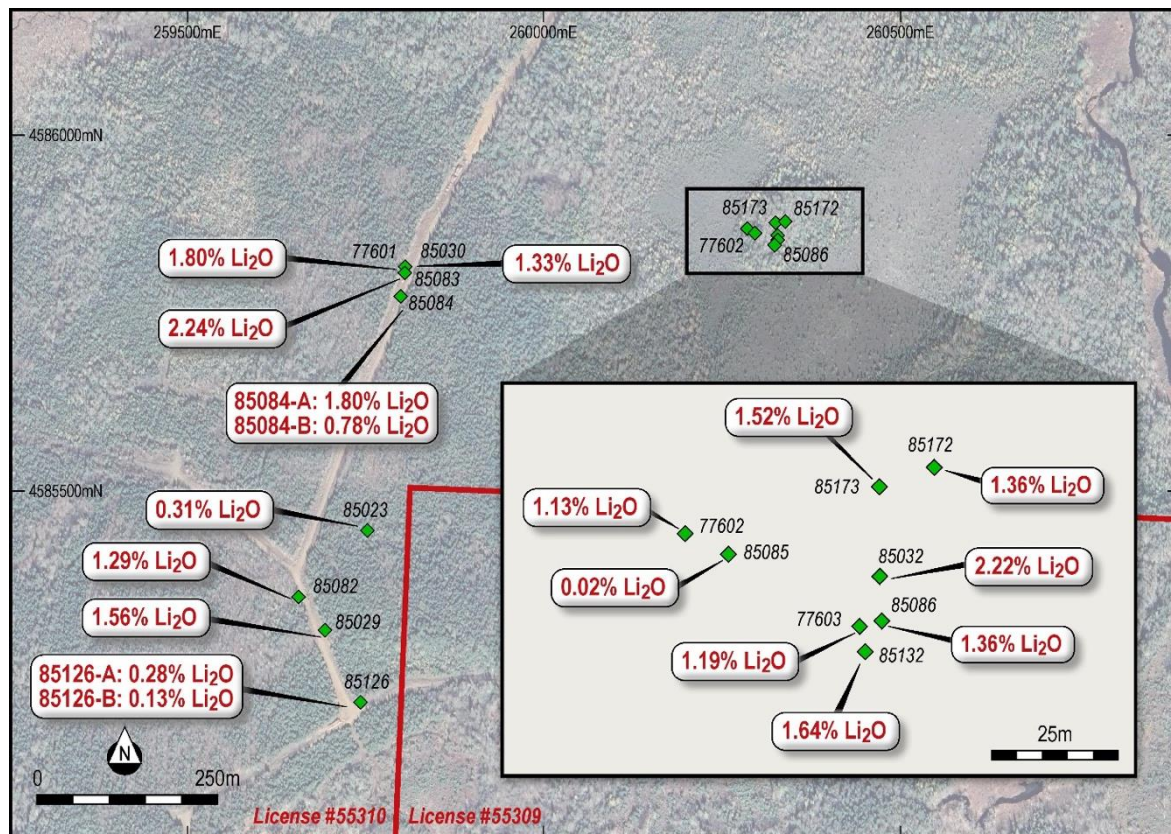 259500mE
260000mE
260500mE
4586000mN
85173
85172
77602
85086
1.80% Li₂O
77601
85030
1.33% Li₂O
85083
85084
2.24% Li₂O
85084-A: 1.80% Li₂O
85084-B: 0.78% Li₂O
4585500mN
0.31% Li₂O
85023
1.29% Li₂O
85082
1.56% Li₂O
85029
85126-A: 0.28% Li₂O
85126-B: 0.13% Li₂O
85126
N
0
250m
License #55310
License #55309
1.52% Li₂O
85172
85173
1.36% Li₂O
1.13% Li₂O
77602
85085
0.02% Li₂O
85032
2.22% Li₂O
77603
85086
1.19% Li₂O
1.36% Li₂O
85132
1.64% Li₂O
25m